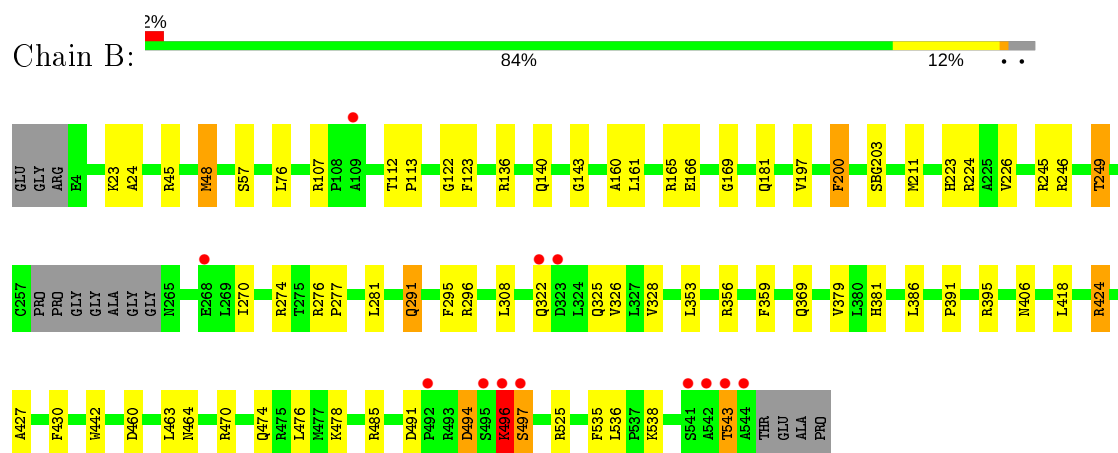 2%
Chain B:
84% 12% • •
GLU GLY ARG E4 K23 A24 R45 M48 S57 L76 R107 P108 A109 T112 P113 G122 F123 R136 Q140 G143 A160 L161 R165 E166 G169 Q181 V197 F200 SBG203 M211 H223 R224 A225 V226 R245 R246 T249
C257 PRO PRO GLY GLY ALA GLY GLY N265 E268 L269 I270 R274 T275 R276 P277 L281 Q291 F295 R296 L308 Q322 D323 L324 Q325 V326 L327 V328 L353 R356 F359 Q369 V379 L380 H381 L386 P391 R395 N406 L418 R424
A427 F430 W442 D460 L463 N464 R470 Q474 R475 L476 M477 K478 R485 D491 P492 R493 D494 S495 K496 S497 R525 F535 L536 P537 K538 S541 A542 T543 A544 THR GLU ALA PRO